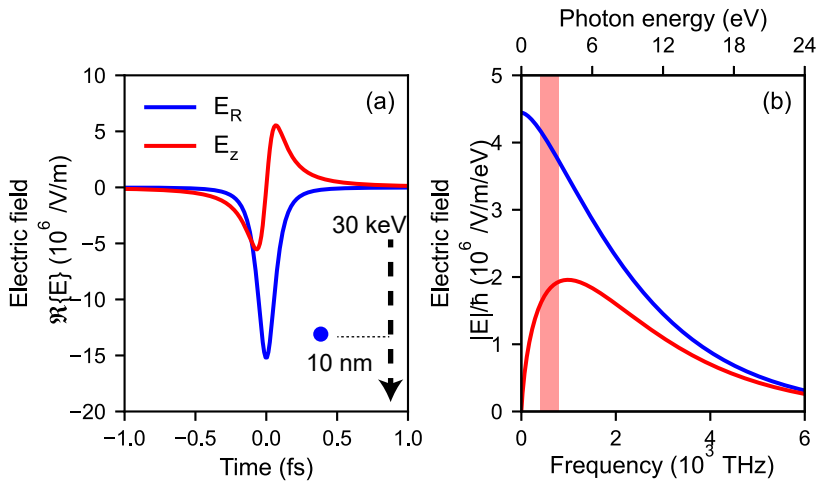 Photon energy (eV)
0 6 12 18 24
10
5
0
−5
−10
−15
−20
Electric field
ℜ{E} (10⁶ /V/m)
(a)
E_R
E_z
30 keV
10 nm
−1.0 −0.5 0.0 0.5 1.0
Time (fs)
5
4
3
2
1
0
Electric field
|E|/ħ (10⁶ /V/m/eV)
(b)
0 2 4 6
Frequency (10³ THz)